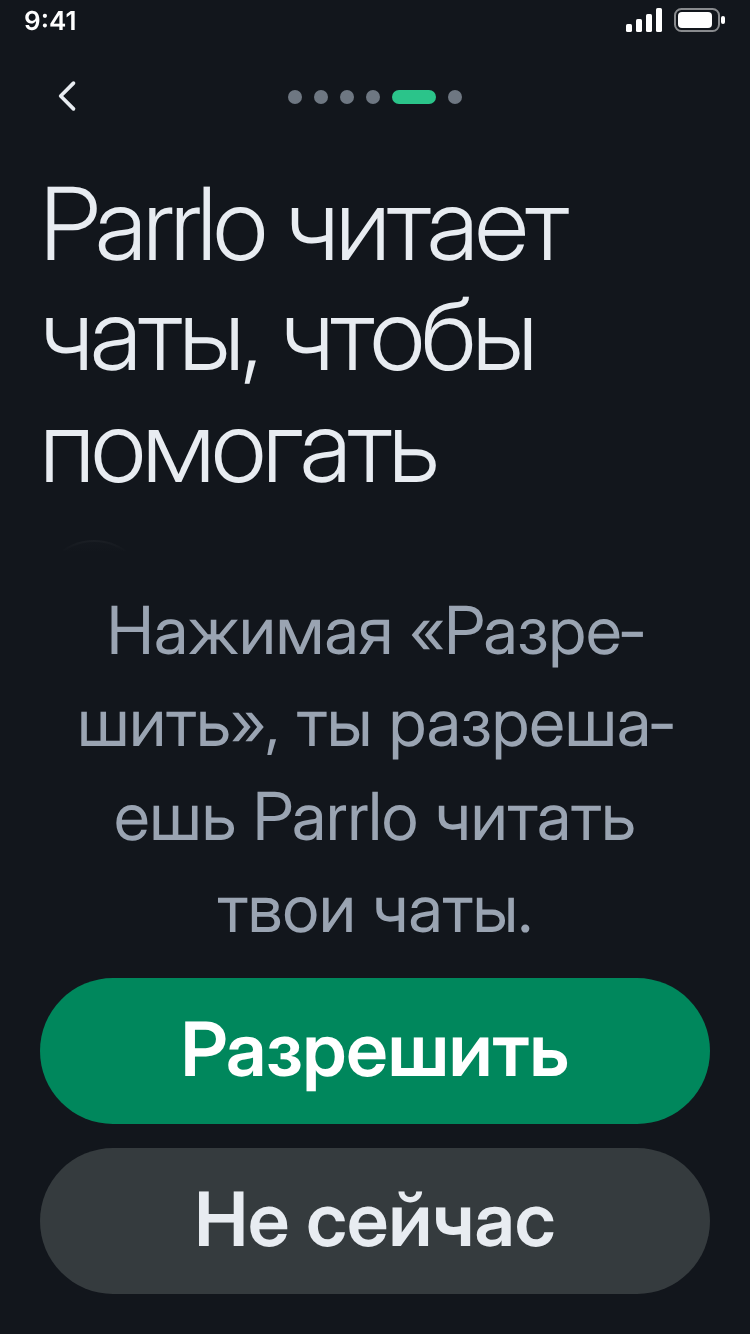 9:41
Parrlo читает
чаты, чтобы
помогать
Нажимая «Разре-
шить», ты разреша-
ешь Parrlo читать
твои чаты.
Разрешить
Не сейчас